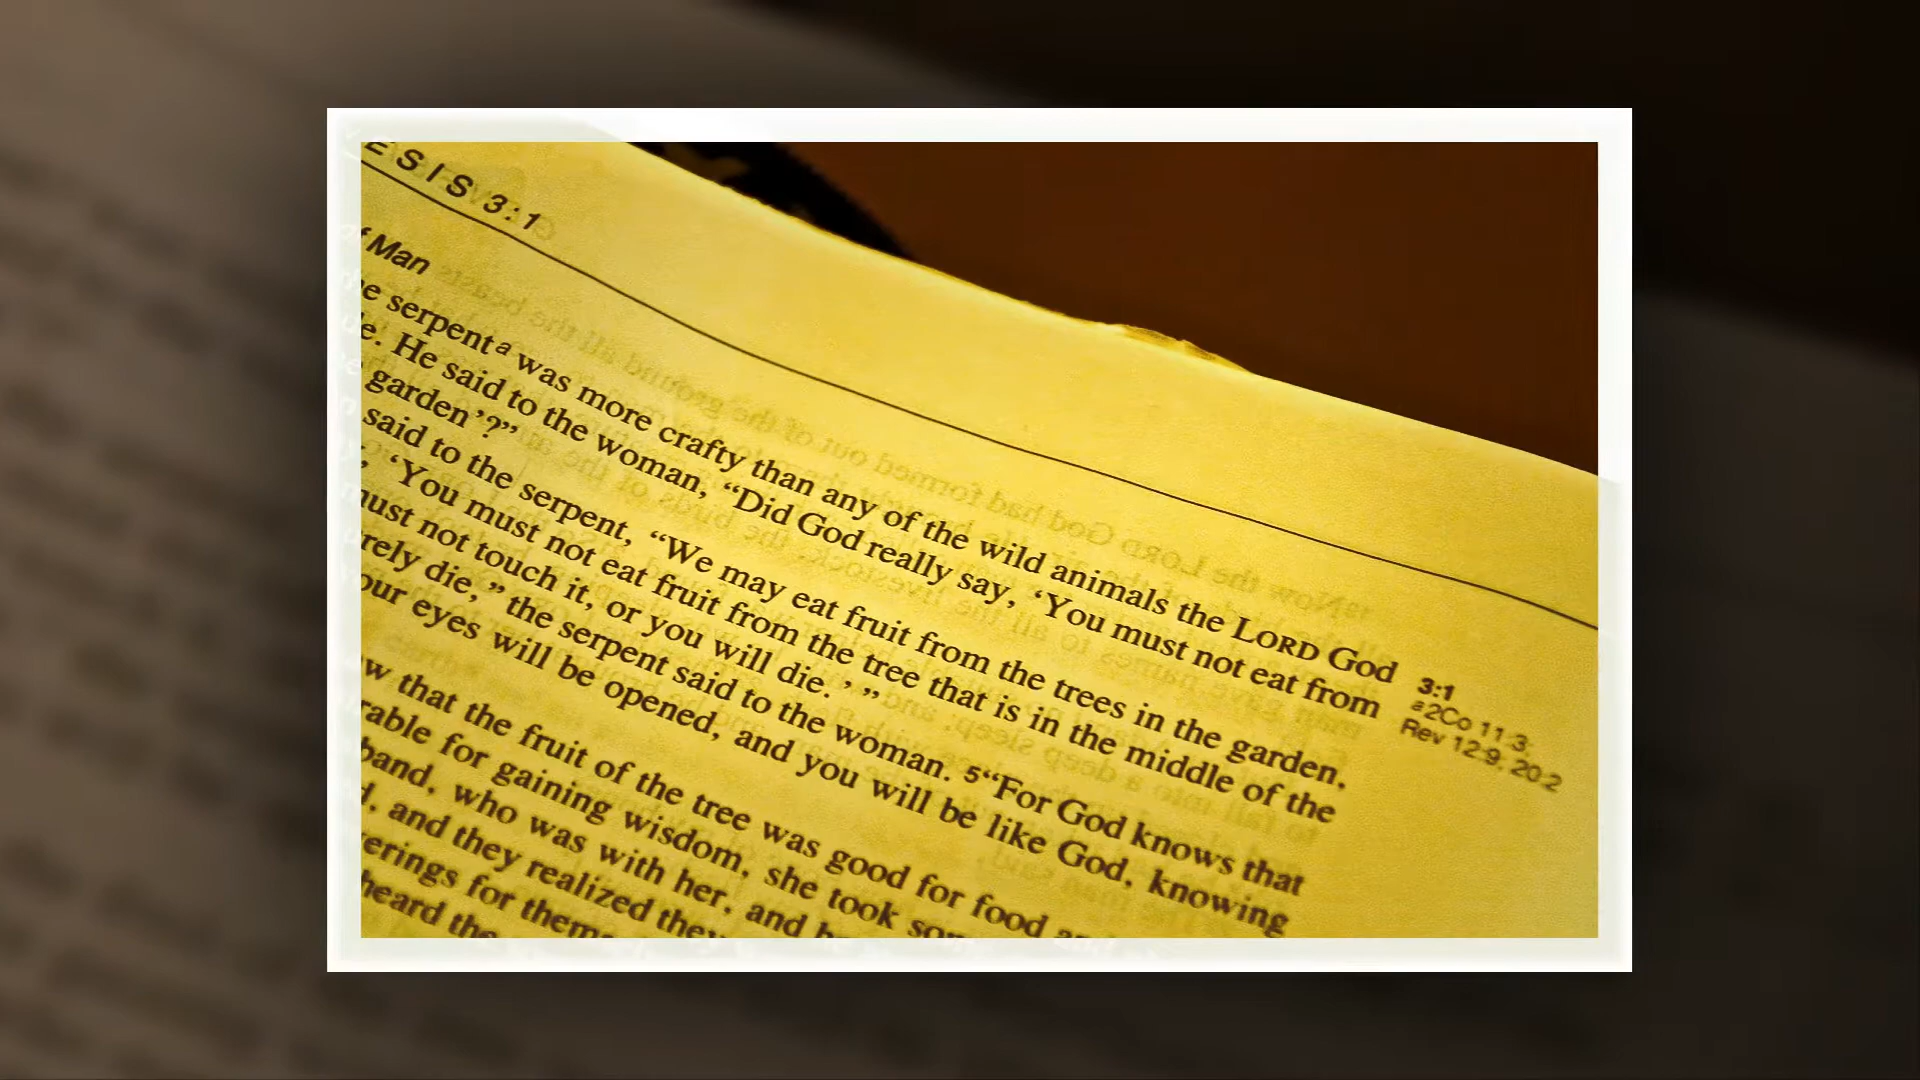 ESIS 3:1
‘Man
e serpent a was more crafty than any of the wild animals the LORD God
e. He said to the woman, “Did God really say, ‘You must not eat from
garden’?”
said to the serpent, “We may eat fruit from the trees in the garden,
, ‘You must not eat fruit from the tree that is in the middle of the
ust not touch it, or you will die.’ ”
rely die,” the serpent said to the woman. 5“For God knows that
our eyes will be opened, and you will be like God, knowing
w that the fruit of the tree was good for food
rable for gaining wisdom, she took
band, who was with her, and
d, and they realized they
erings for
heard the
3:1
a2Co 11:3;
Rev 12:9; 20:2